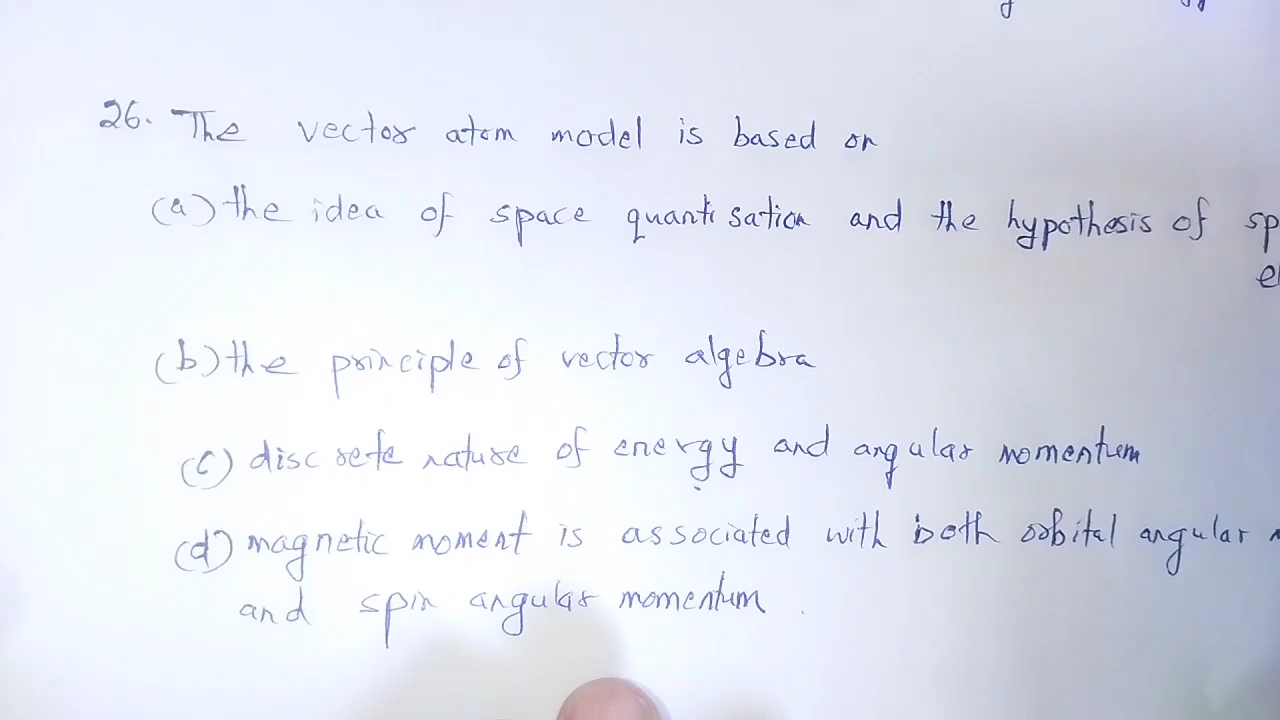 26. The vector atom model is based on
(a) the idea of space quantisation and the hypothesis of sp
el
(b) the principle of vector algebra
(c) discrete nature of energy and angular momentum
(d) magnetic moment is associated with both orbital angular
and spin angular momentum.